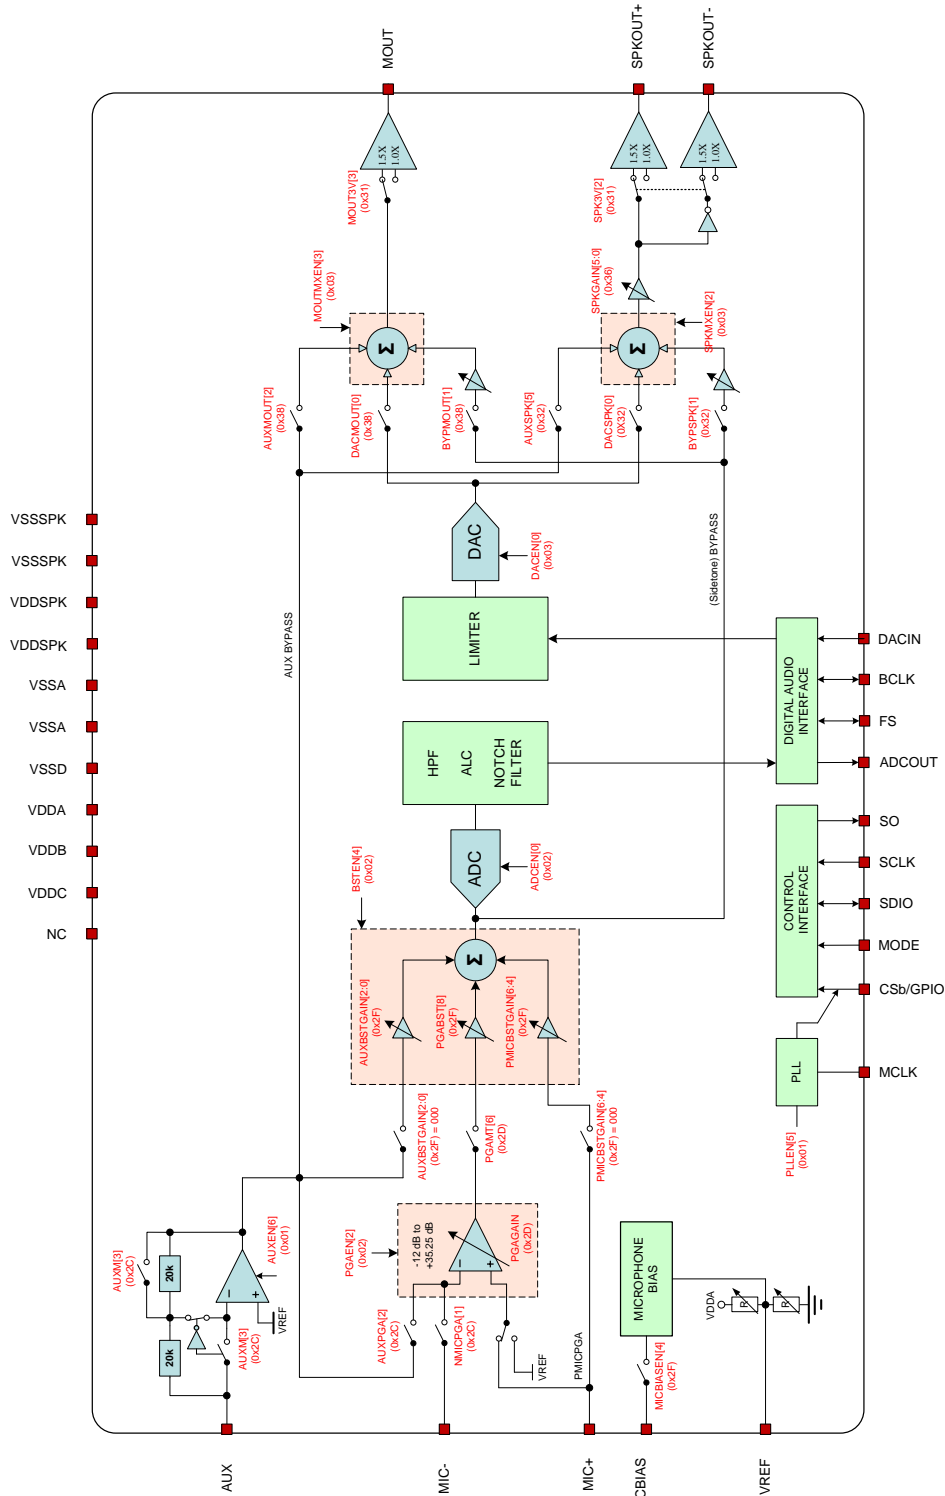 MOUT
SPKOUT+
SPKOUT-
1.5X
1.0X
1.5X
1.0X
1.5X
1.0X
MOUT3V[3]
(0x31)
SPK3V[2]
(0x31)
MOUTMXEN[3]
(0x03)
SPKGAIN[5:0]
(0x36)
SPKMXEN[2]
(0x03)
Σ
Σ
AUXMOUT[2]
(0x38)
DACMOUT[0]
(0x38)
BYPMOUT[1]
(0x38)
AUXSPK[5]
(0x32)
DACSPK[0]
(0X32)
BYPSPK[1]
(0x32)
VSSSPK
VSSSPK
VDDSPK
VDDSPK
VSSA
VSSA
VSSD
VDDA
VDDB
VDDC
NC
DAC
DACEN[0]
(0x03)
AUX BYPASS
(Sidetone) BYPASS
LIMITER
HPF
ALC
NOTCH
FILTER
DIGITAL AUDIO
INTERFACE
DACIN
BCLK
FS
ADCOUT
CONTROL
INTERFACE
SO
SCLK
SDIO
MODE
CSb/GPIO
ADC
ADCEN[0]
(0x02)
BSTEN[4]
(0x02)
Σ
AUXBSTGAIN[2:0]
(0x2F)
PGABST[8]
(0x2F)
PMICBSTGAIN[6:4]
(0x2F)
PLL
MCLK
PLLEN[5]
(0x01)
AUXBSTGAIN[2:0]
(0x2F) = 000
PGAMT[6]
(0x2D)
PMICBSTGAIN[6:4]
(0x2F) = 000
AUXM[3]
(0x2C)
20k
20k
AUXEN[6]
(0x01)
VREF
AUXM[3]
(0x2C)
PGAEN[2]
(0x02)
-12 dB to
+35.25 dB
PGAGAIN
(0x2D)
AUXPGA[2]
(0x2C)
NMICPGA[1]
(0x2C)
VREF
PMICPGA
MICROPHONE
BIAS
MICBIASEN[4]
(0x2F)
VDDA
R
R
AUX
MIC-
MIC+
CBIAS
VREF